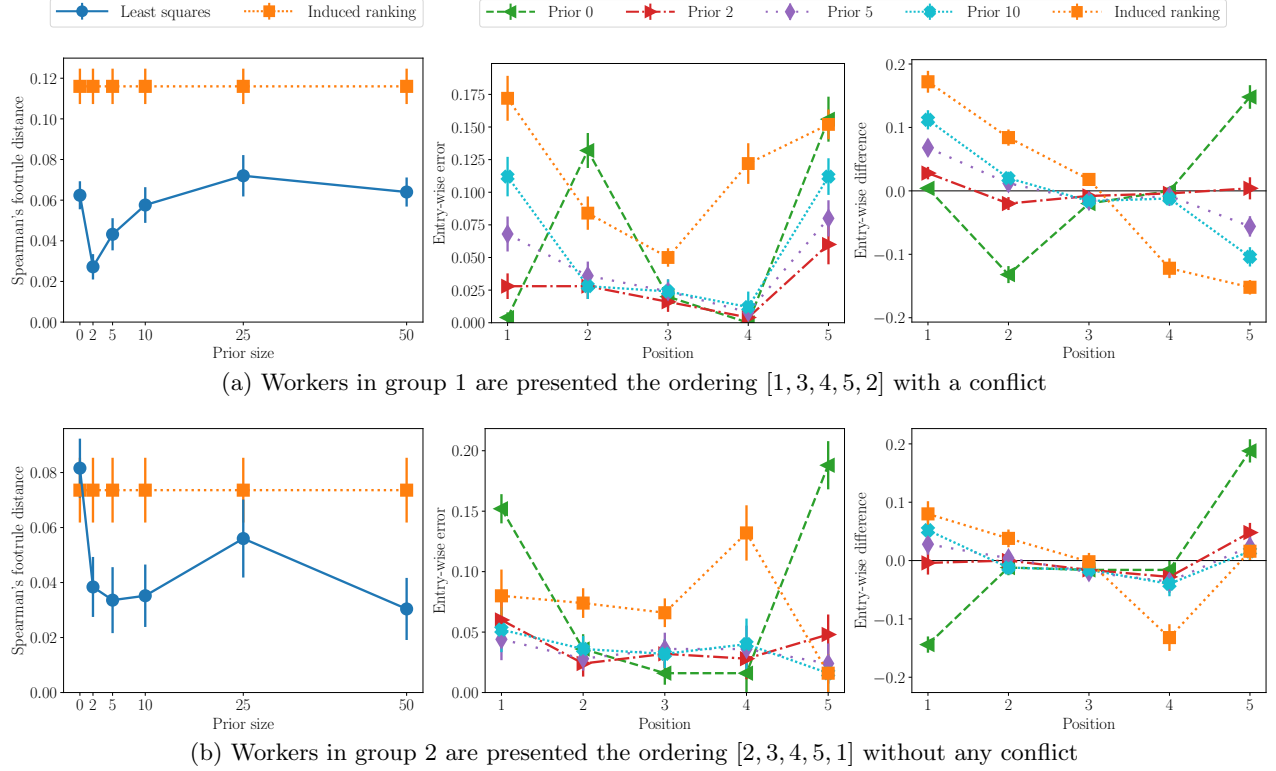 Least squares Induced ranking
Prior 0 Prior 2 Prior 5 Prior 10 Induced ranking
Spearman's footrule distance
0.12
0.10
0.08
0.06
0.04
0.02
0.00
0 2 5 10 25 50
Prior size
Entry-wise error
0.175
0.150
0.125
0.100
0.075
0.050
0.025
0.000
1 2 3 4 5
Position
Entry-wise difference
0.2
0.1
0.0
−0.1
−0.2
1 2 3 4 5
Position
(a) Workers in group 1 are presented the ordering [1, 3, 4, 5, 2] with a conflict
Spearman's footrule distance
0.08
0.06
0.04
0.02
0.00
0 2 5 10 25 50
Prior size
Entry-wise error
0.20
0.15
0.10
0.05
0.00
1 2 3 4 5
Position
Entry-wise difference
0.2
0.1
0.0
−0.1
−0.2
1 2 3 4 5
Position
(b) Workers in group 2 are presented the ordering [2, 3, 4, 5, 1] without any conflict